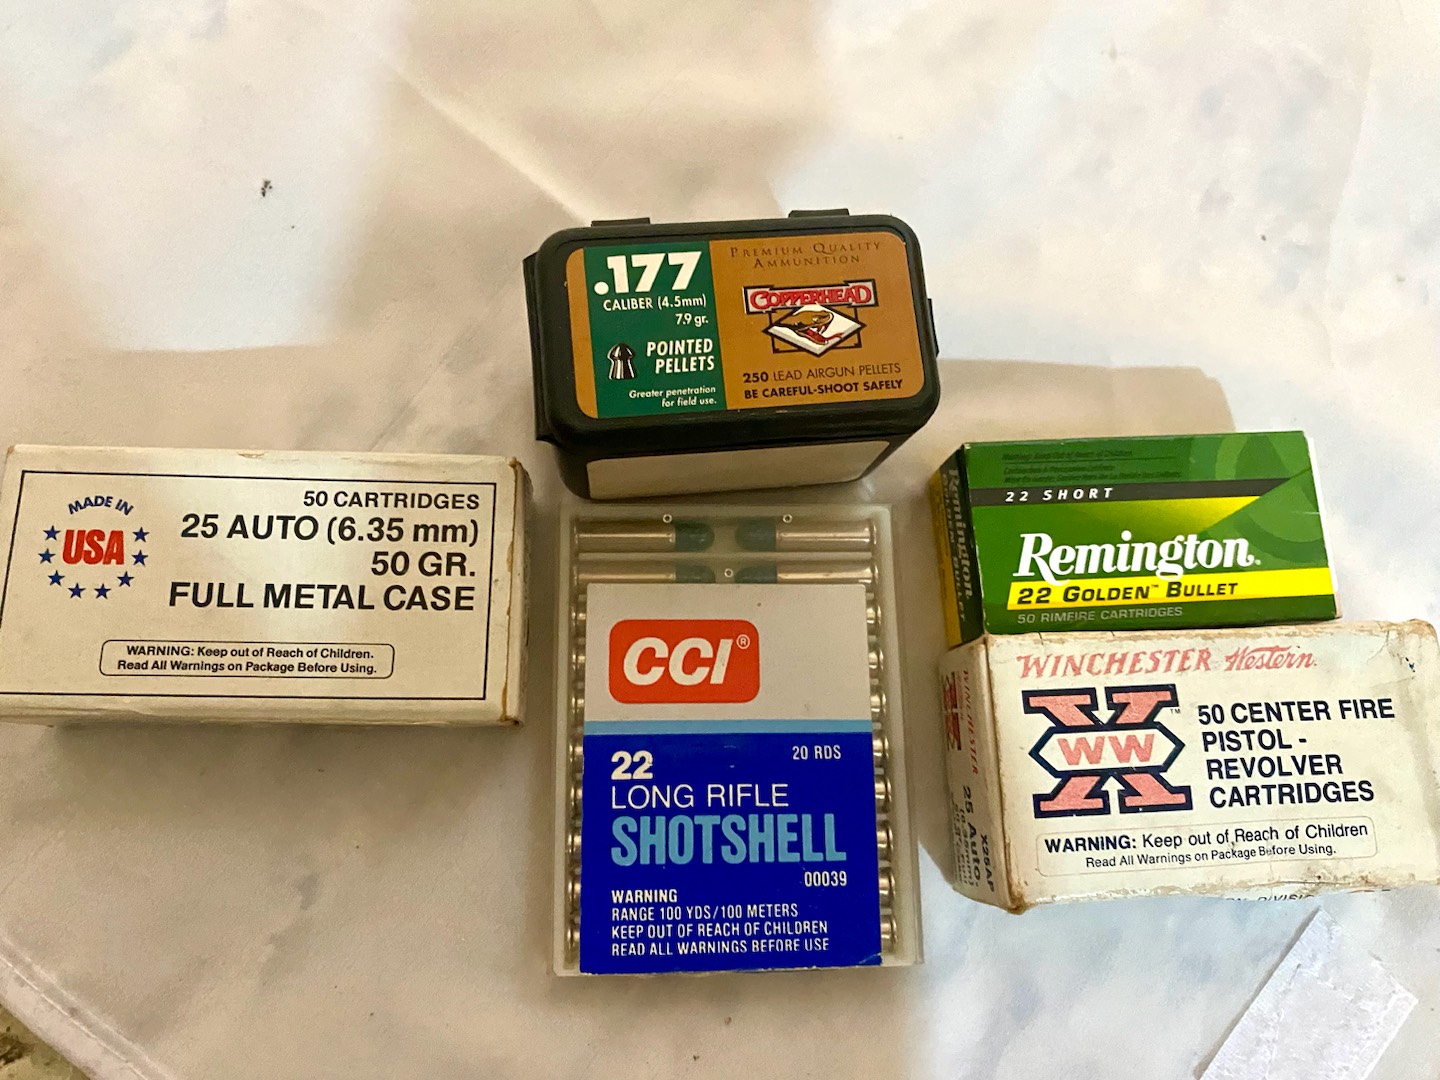 .177
CALIBER (4.5mm)
7.9 gr.
POINTED
PELLETS
Greater penetration
for field use.
PREMIUM QUALITY
AMMUNITION
COPPERHEAD
250 LEAD AIRGUN PELLETS
BE CAREFUL-SHOOT SAFELY
MADE IN
USA
50 CARTRIDGES
25 AUTO (6.35 mm)
50 GR.
FULL METAL CASE
WARNING: Keep out of Reach of Children.
Read All Warnings on Package Before Using.
CCI®
22
20 RDS
LONG RIFLE
SHOTSHELL
00039
WARNING
RANGE 100 YDS/100 METERS
KEEP OUT OF REACH OF CHILDREN
READ ALL WARNINGS BEFORE USE
22 SHORT
Remington.
22 GOLDEN™ BULLET
50 RIMFIRE CARTRIDGES
Remington
WINCHESTER Western.
X
WW
™
50 CENTER FIRE
PISTOL -
REVOLVER
CARTRIDGES
WARNING: Keep out of Reach of Children
Read All Warnings on Package Before Using.
WINCHESTER
25 Auto.
X25AF